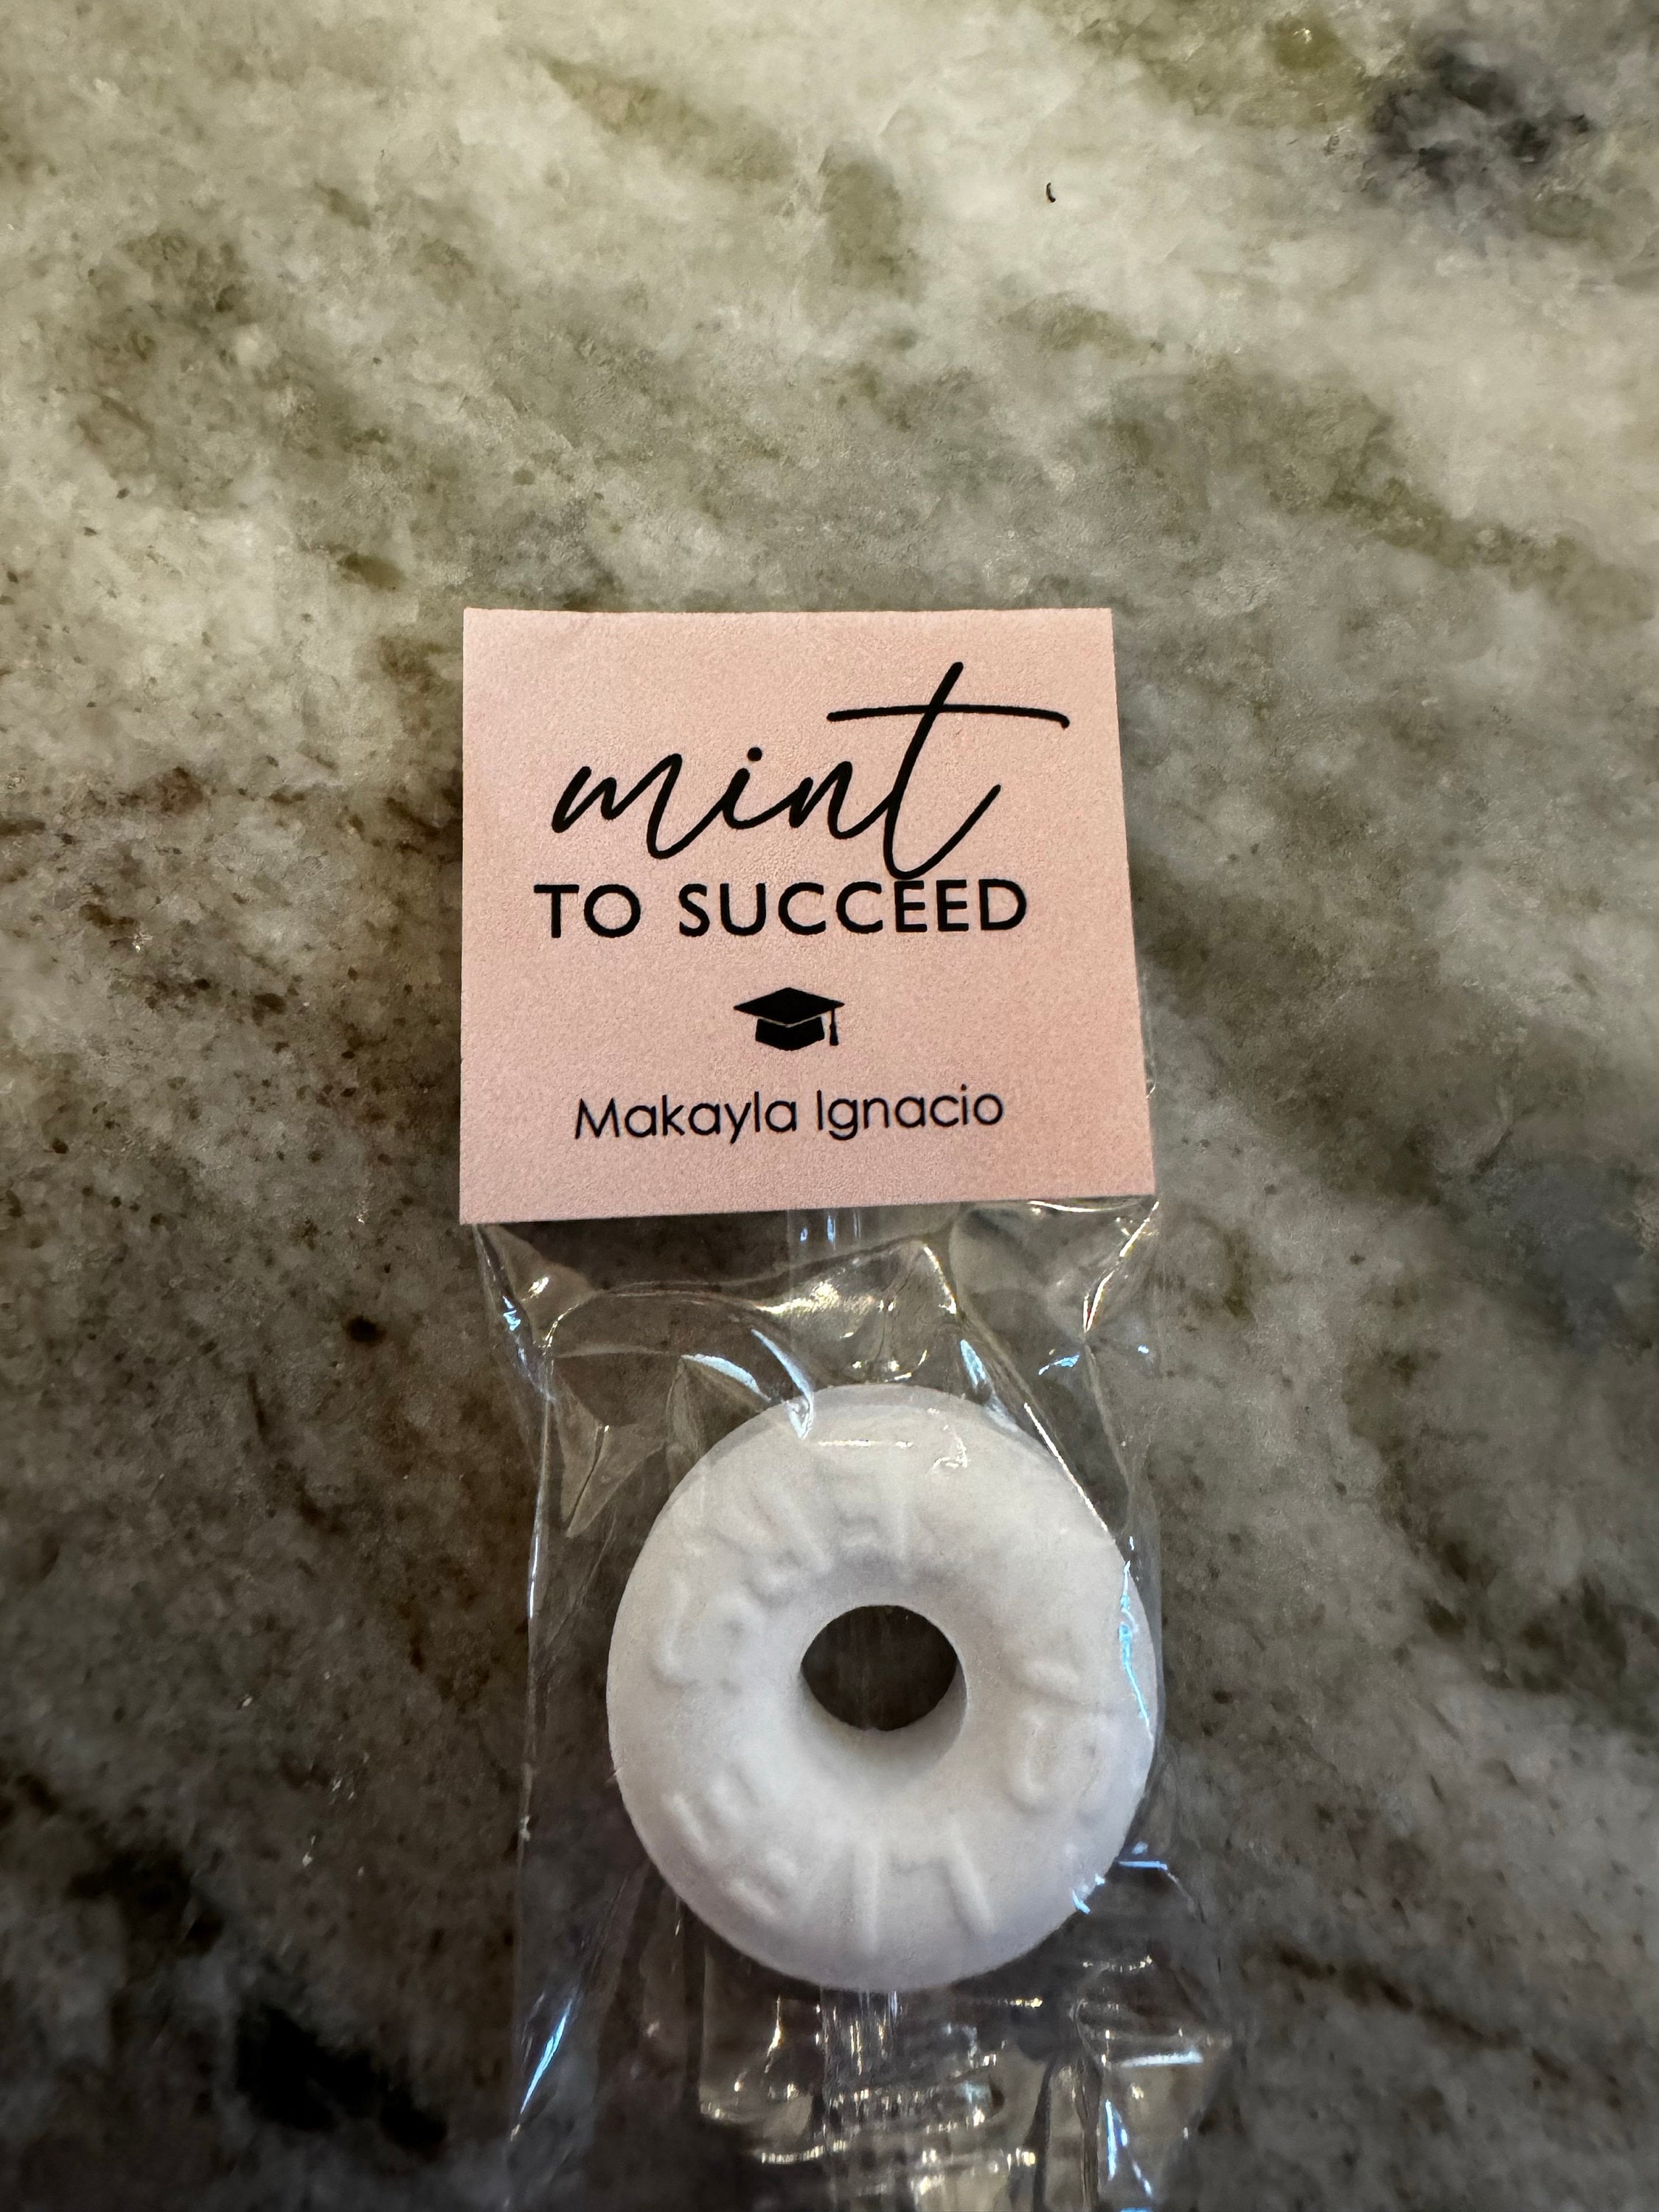 mint
TO SUCCEED
Makayla Ignacio